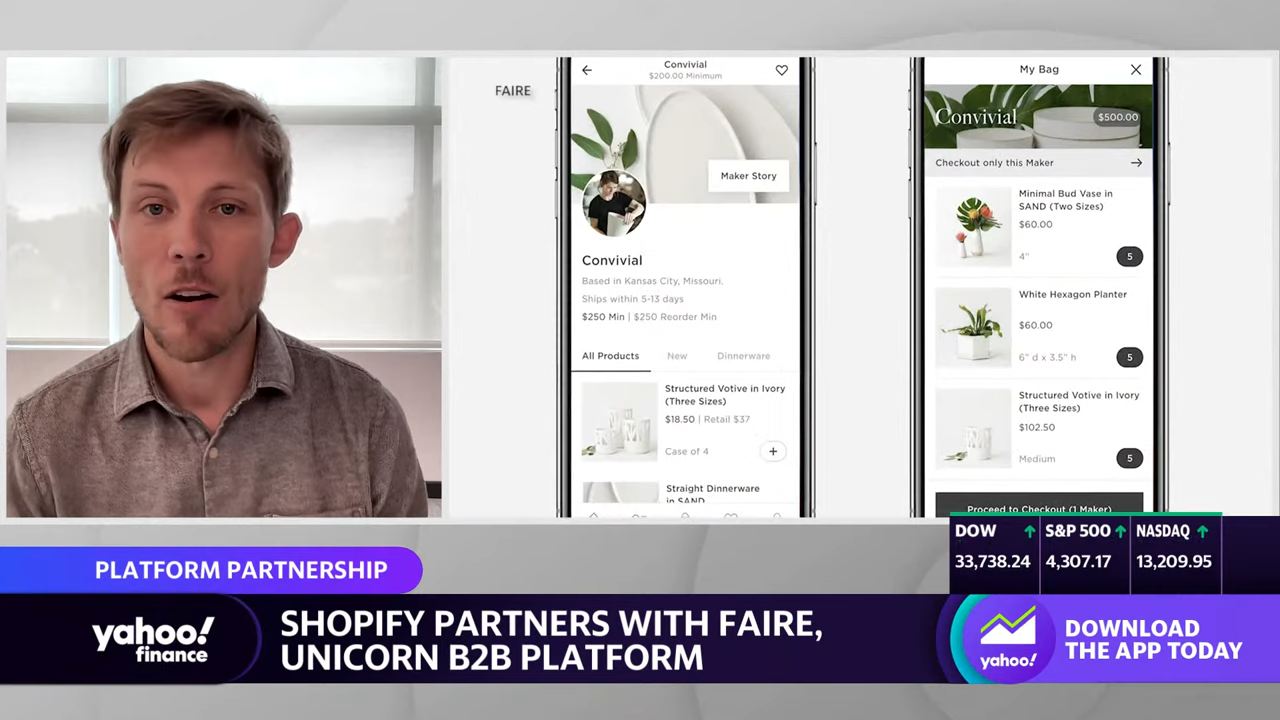 FAIRE
Convivial
$200.00 Minimum
Maker Story
Convivial
Based in Kansas City, Missouri.
Ships within 5-13 days
$250 Min | $250 Reorder Min
All Products New Dinnerware
Structured Votive in Ivory
(Three Sizes)
$18.50 | Retail $37
Case of 4
Straight Dinnerware
in SAND
My Bag
Convivial
$500.00
Checkout only this Maker
Minimal Bud Vase in
SAND (Two Sizes)
$60.00
4"
5
White Hexagon Planter
$60.00
6" d x 3.5" h
5
Structured Votive in Ivory
(Three Sizes)
$102.50
Medium
5
Proceed to Checkout (1 Maker)
DOW S&P 500 NASDAQ
33,738.24 4,307.17 13,209.95
PLATFORM PARTNERSHIP
yahoo!
finance
SHOPIFY PARTNERS WITH FAIRE,
UNICORN B2B PLATFORM
yahoo!
DOWNLOAD
THE APP TODAY